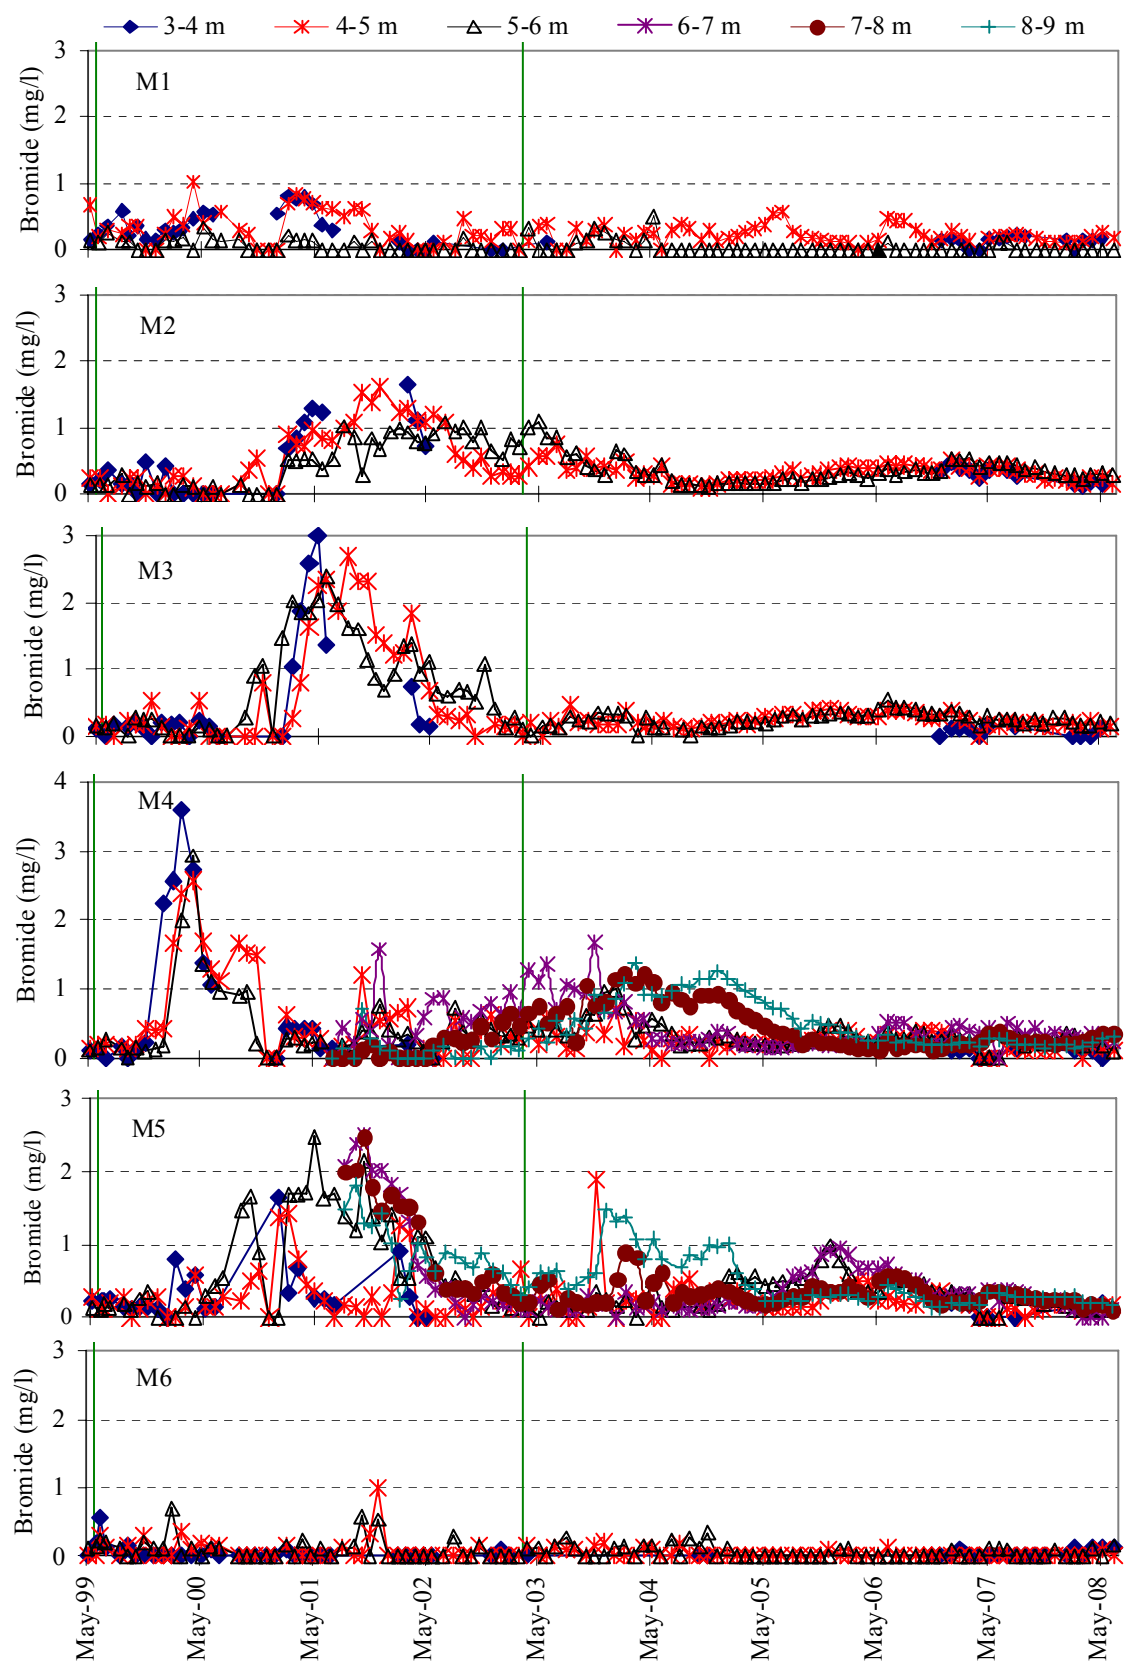 3-4 m 4-5 m 5-6 m 6-7 m 7-8 m 8-9 m
3
M1
2
1
0
Bromide (mg/l)
3
M2
2
1
0
Bromide (mg/l)
3
M3
2
1
0
Bromide (mg/l)
4
M4
3
2
1
0
Bromide (mg/l)
3
M5
2
1
0
Bromide (mg/l)
3
M6
2
1
0
Bromide (mg/l)
May-99 May-00 May-01 May-02 May-03 May-04 May-05 May-06 May-07 May-08